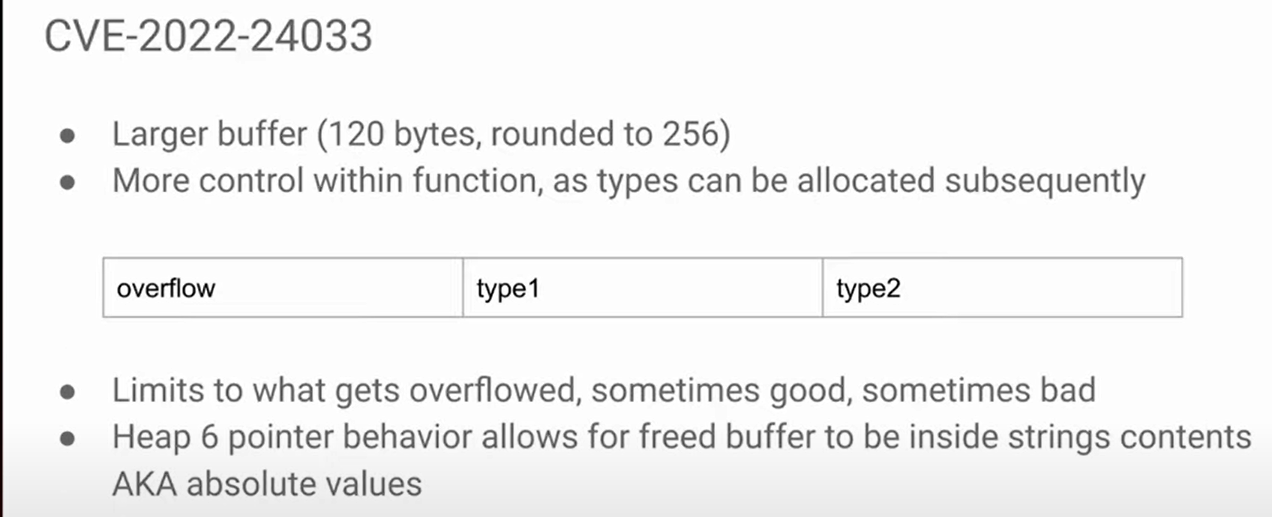 CVE-2022-24033
● Larger buffer (120 bytes, rounded to 256)
● More control within function, as types can be allocated subsequently
overflow type1 type2
● Limits to what gets overflowed, sometimes good, sometimes bad
● Heap 6 pointer behavior allows for freed buffer to be inside strings contents
AKA absolute values